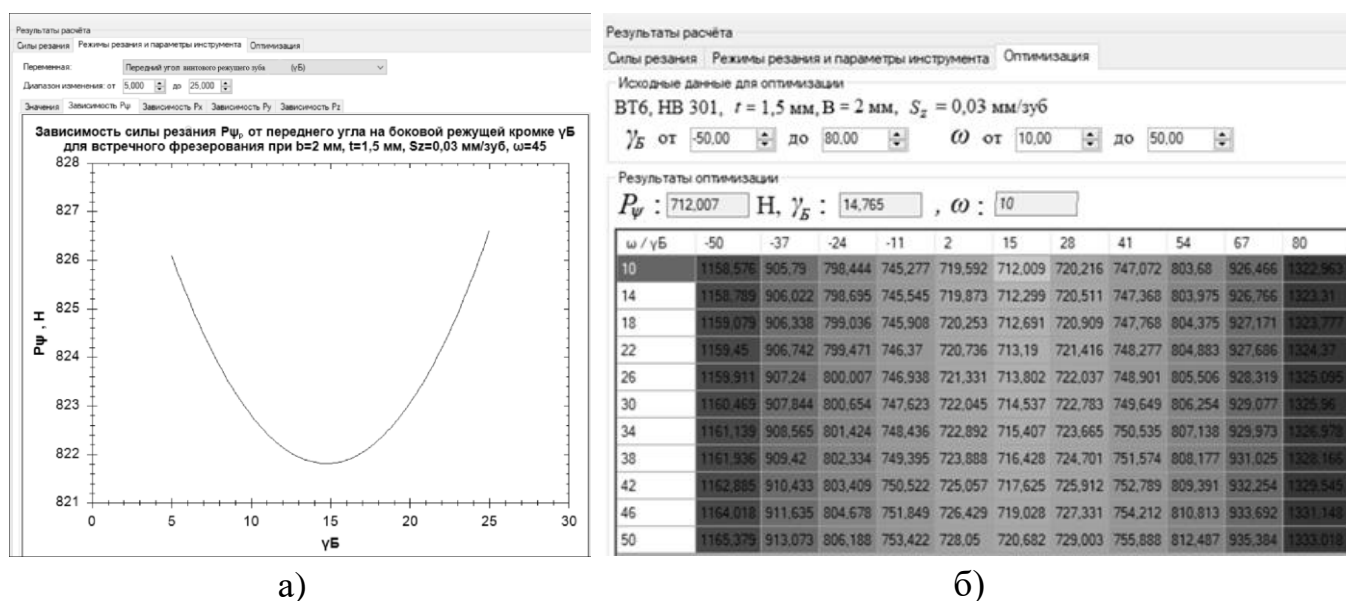 Результаты расчёта
Силы резания Режимы резания и параметры инструмента Оптимизация
Переменная: Передний угол винтового режущего зуба (γБ)
Диапазон изменения: от 5,000 до 25,000
Значения Зависимость Pψ Зависимость Px Зависимость Py Зависимость Pz
Зависимость силы резания Pψ, от переднего угла на боковой режущей кромке γБ
для встречного фрезерования при b=2 мм, t=1,5 мм, Sz=0,03 мм/зуб, ω=45
828
827
826
825
824
823
822
821
Pψ , Н
0 5 10 15 20 25 30
γБ
а)
Результаты расчёта
Силы резания Режимы резания и параметры инструмента Оптимизация
Исходные данные для оптимизации
ВТ6, НВ 301, t = 1,5 мм, В = 2 мм, Sz = 0,03 мм/зуб
γБ от -50,00 до 80,00 ω от 10,00 до 50,00
Результаты оптимизации
Pψ : 712,007 Н, γБ : 14,765 , ω : 10
ω / γБ -50 -37 -24 -11 2 15 28 41 54 67 80
10 1158,576 905,79 798,444 745,277 719,592 712,009 720,216 747,072 803,68 926,466 1322,963
14 1158,789 906,022 798,695 745,545 719,873 712,299 720,511 747,368 803,975 926,766 1323,31
18 1159,079 906,338 799,036 745,908 720,253 712,691 720,909 747,768 804,375 927,171 1323,777
22 1159,45 906,742 799,471 746,37 720,736 713,19 721,416 748,277 804,883 927,686 1324,37
26 1159,911 907,24 800,007 746,938 721,331 713,802 722,037 748,901 805,506 928,319 1325,095
30 1160,469 907,844 800,654 747,623 722,045 714,537 722,783 749,649 806,254 929,077 1325,96
34 1161,139 908,565 801,424 748,436 722,892 715,407 723,665 750,535 807,138 929,973 1326,978
38 1161,936 909,42 802,334 749,395 723,888 716,428 724,701 751,574 808,177 931,025 1328,166
42 1162,885 910,433 803,409 750,522 725,057 717,625 725,912 752,789 809,391 932,254 1329,545
46 1164,018 911,635 804,678 751,849 726,429 719,028 727,331 754,212 810,813 933,692 1331,148
50 1165,379 913,073 806,188 753,422 728,05 720,682 729,003 755,888 812,487 935,384 1333,018
б)